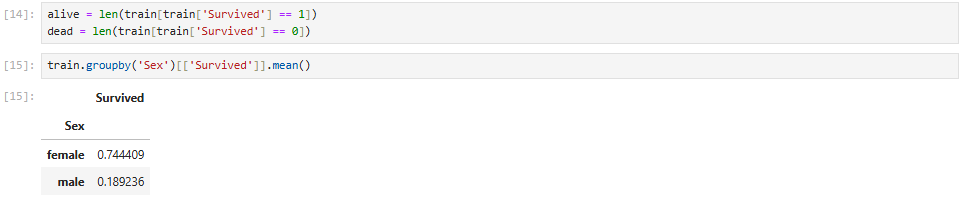 [14]: alive = len(train[train['Survived'] == 1])
dead = len(train[train['Survived'] == 0])
[15]: train.groupby('Sex')[['Survived']].mean()
[15]: Survived
Sex
female 0.744409
male 0.189236